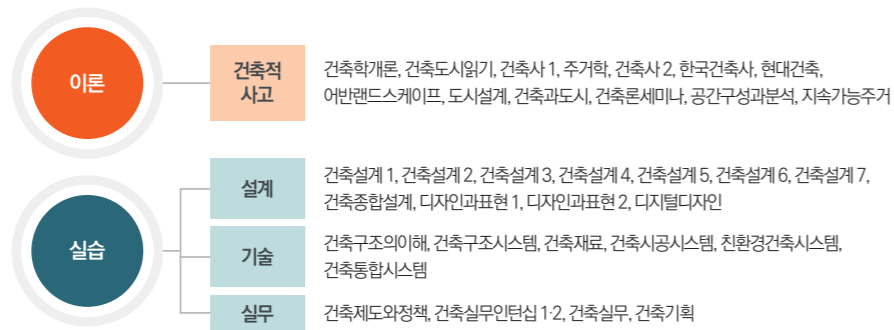 이론
건축적
사고
건축학개론, 건축도시읽기, 건축사 1, 주거학, 건축사 2, 한국건축사, 현대건축,
어반랜드스케이프, 도시설계, 건축과도시, 건축론세미나, 공간구성과분석, 지속가능주거
실습
설계
건축설계 1, 건축설계 2, 건축설계 3, 건축설계 4, 건축설계 5, 건축설계 6, 건축설계 7,
건축종합설계, 디자인과표현 1, 디자인과표현 2, 디지털디자인
기술
건축구조의이해, 건축구조시스템, 건축재료, 건축시공시스템, 친환경건축시스템,
건축통합시스템
실무
건축제도와정책, 건축실무인턴십 1·2, 건축실무, 건축기획